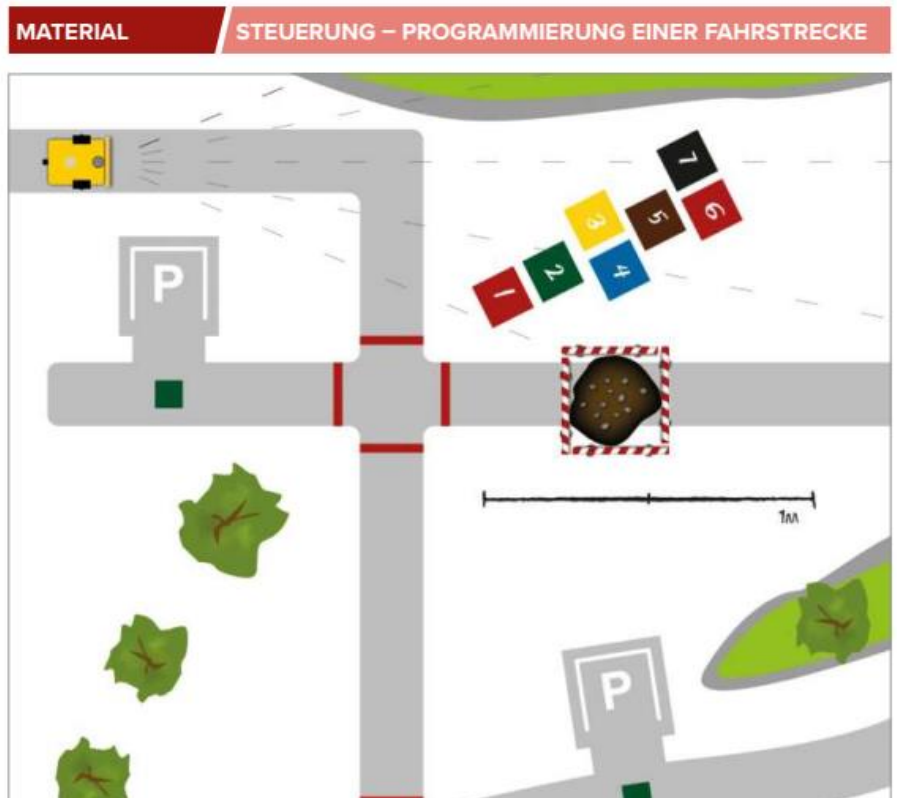 MATERIAL
STEUERUNG – PROGRAMMIERUNG EINER FAHRSTRECKE
7
3
5
6
P
2
4
1
1M
P